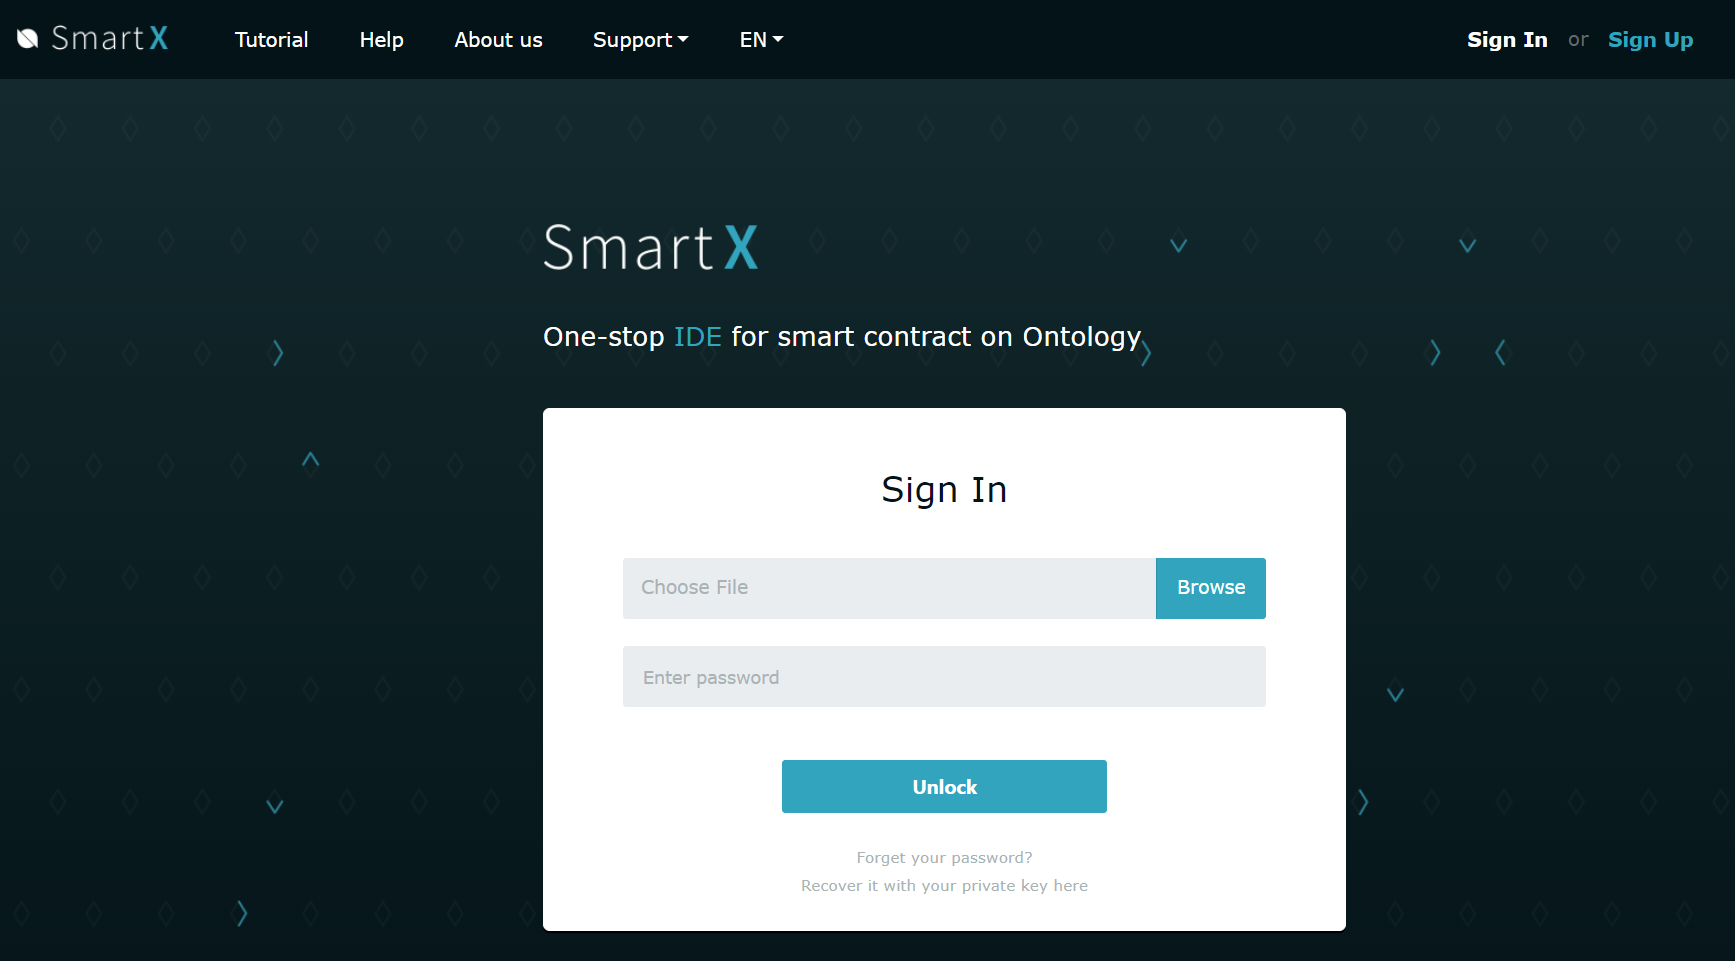 SmartX Tutorial Help About us Support EN Sign In or Sign Up
SmartX
One-stop IDE for smart contract on Ontology
Sign In
Choose File Browse
Enter password
Unlock
Forget your password?
Recover it with your private key here